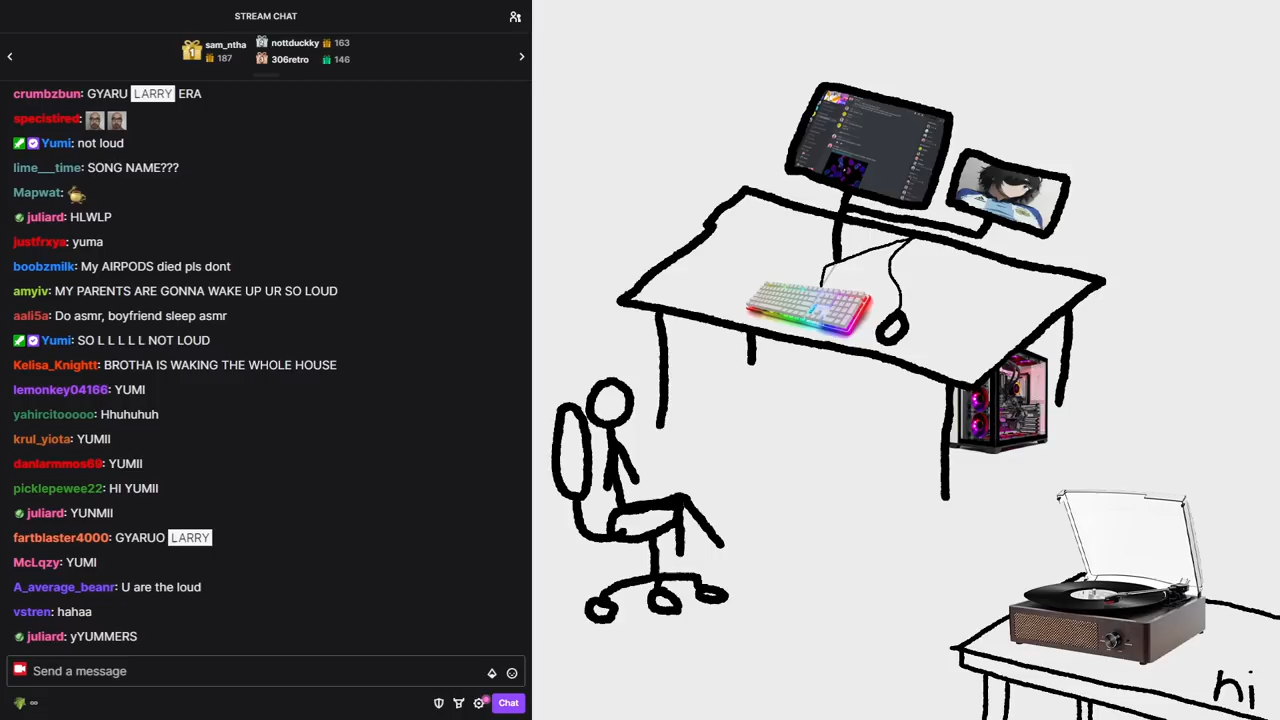 STREAM CHAT
sam_ntha
187
nottduckky 163
306retro 146
crumbzbun: GYARU LARRY ERA
specistired:
Yumi: not loud
lime___time: SONG NAME???
Mapwat:
juliard: HLWLP
justfrxya: yuma
boobzmilk: My AIRPODS died pls dont
amyiv: MY PARENTS ARE GONNA WAKE UP UR SO LOUD
aali5a: Do asmr, boyfriend sleep asmr
Yumi: SO L L L L L NOT LOUD
Kelisa_Knightt: BROTHA IS WAKING THE WHOLE HOUSE
lemonkey04166: YUMI
yahircitooooo: Hhuhuhuh
krul_yiota: YUMII
danlarmmos69: YUMII
picklepewee22: HI YUMII
juliard: YUNMII
fartblaster4000: GYARUO LARRY
McLqzy: YUMI
A_average_beanr: U are the loud
vstren: hahaa
juliard: yYUMMERS
Send a message
∞
Chat
hi